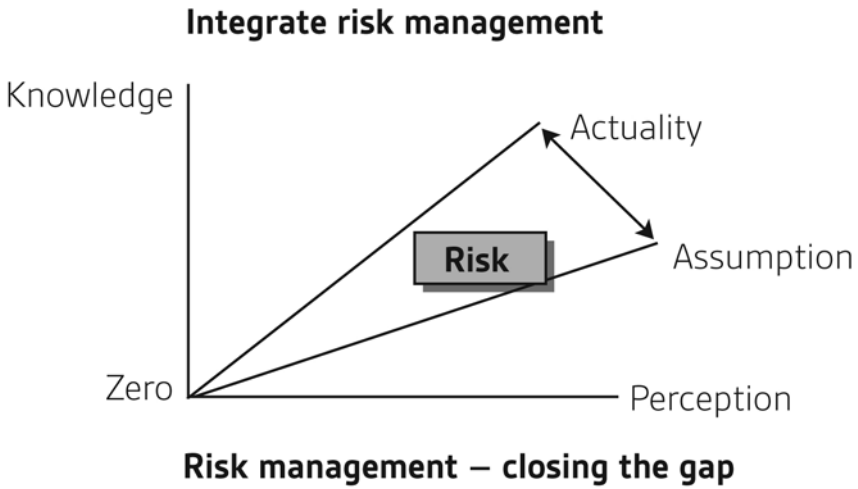 Integrate risk management
Knowledge
Actuality
Risk
Assumption
Zero
Perception
Risk management – closing the gap